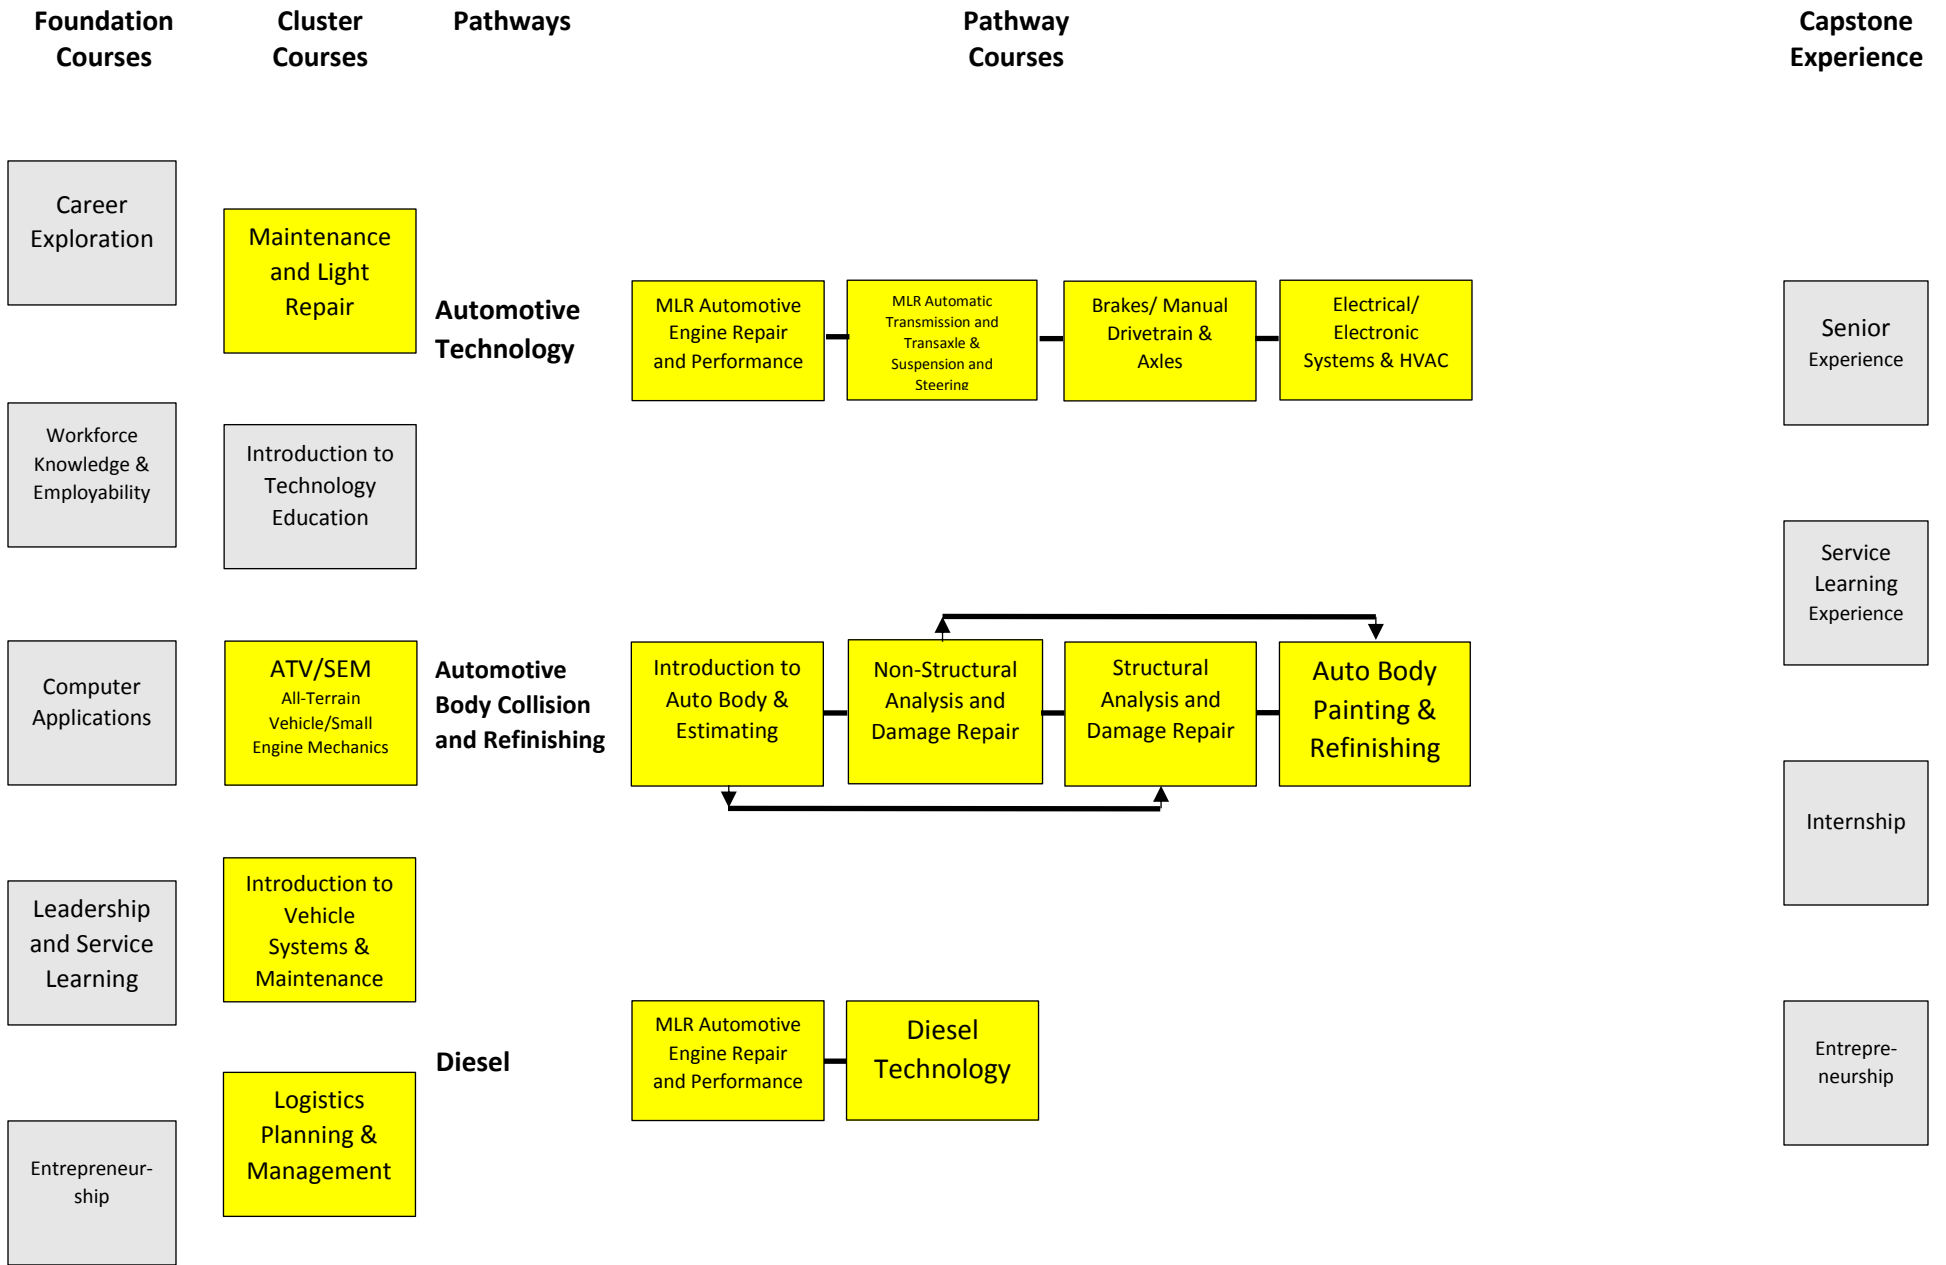 Foundation
Courses
Cluster
Courses
Pathways
Pathway
Courses
Capstone
Experience
Career
Exploration
Workforce
Knowledge &
Employability
Computer
Applications
Leadership
and Service
Learning
Entrepreneur-
ship
Maintenance
and Light
Repair
Introduction to
Technology
Education
ATV/SEM
All-Terrain
Vehicle/Small
Engine Mechanics
Introduction to
Vehicle
Systems &
Maintenance
Logistics
Planning &
Management
Automotive
Technology
MLR Automotive
Engine Repair
and Performance
MLR Automatic
Transmission and
Transaxle &
Suspension and
Steering
Brakes/ Manual
Drivetrain &
Axles
Electrical/
Electronic
Systems & HVAC
Automotive
Body Collision
and Refinishing
Introduction to
Auto Body &
Estimating
Non-Structural
Analysis and
Damage Repair
Structural
Analysis and
Damage Repair
Auto Body
Painting &
Refinishing
Diesel
MLR Automotive
Engine Repair
and Performance
Diesel
Technology
Senior
Experience
Service
Learning
Experience
Internship
Entrepre-
neurship